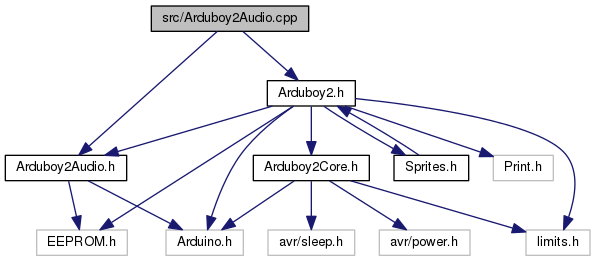 src/Arduboy2Audio.cpp
Arduboy2.h
Arduboy2Audio.h
Arduboy2Core.h
Sprites.h
Print.h
EEPROM.h
Arduino.h
avr/sleep.h
avr/power.h
limits.h